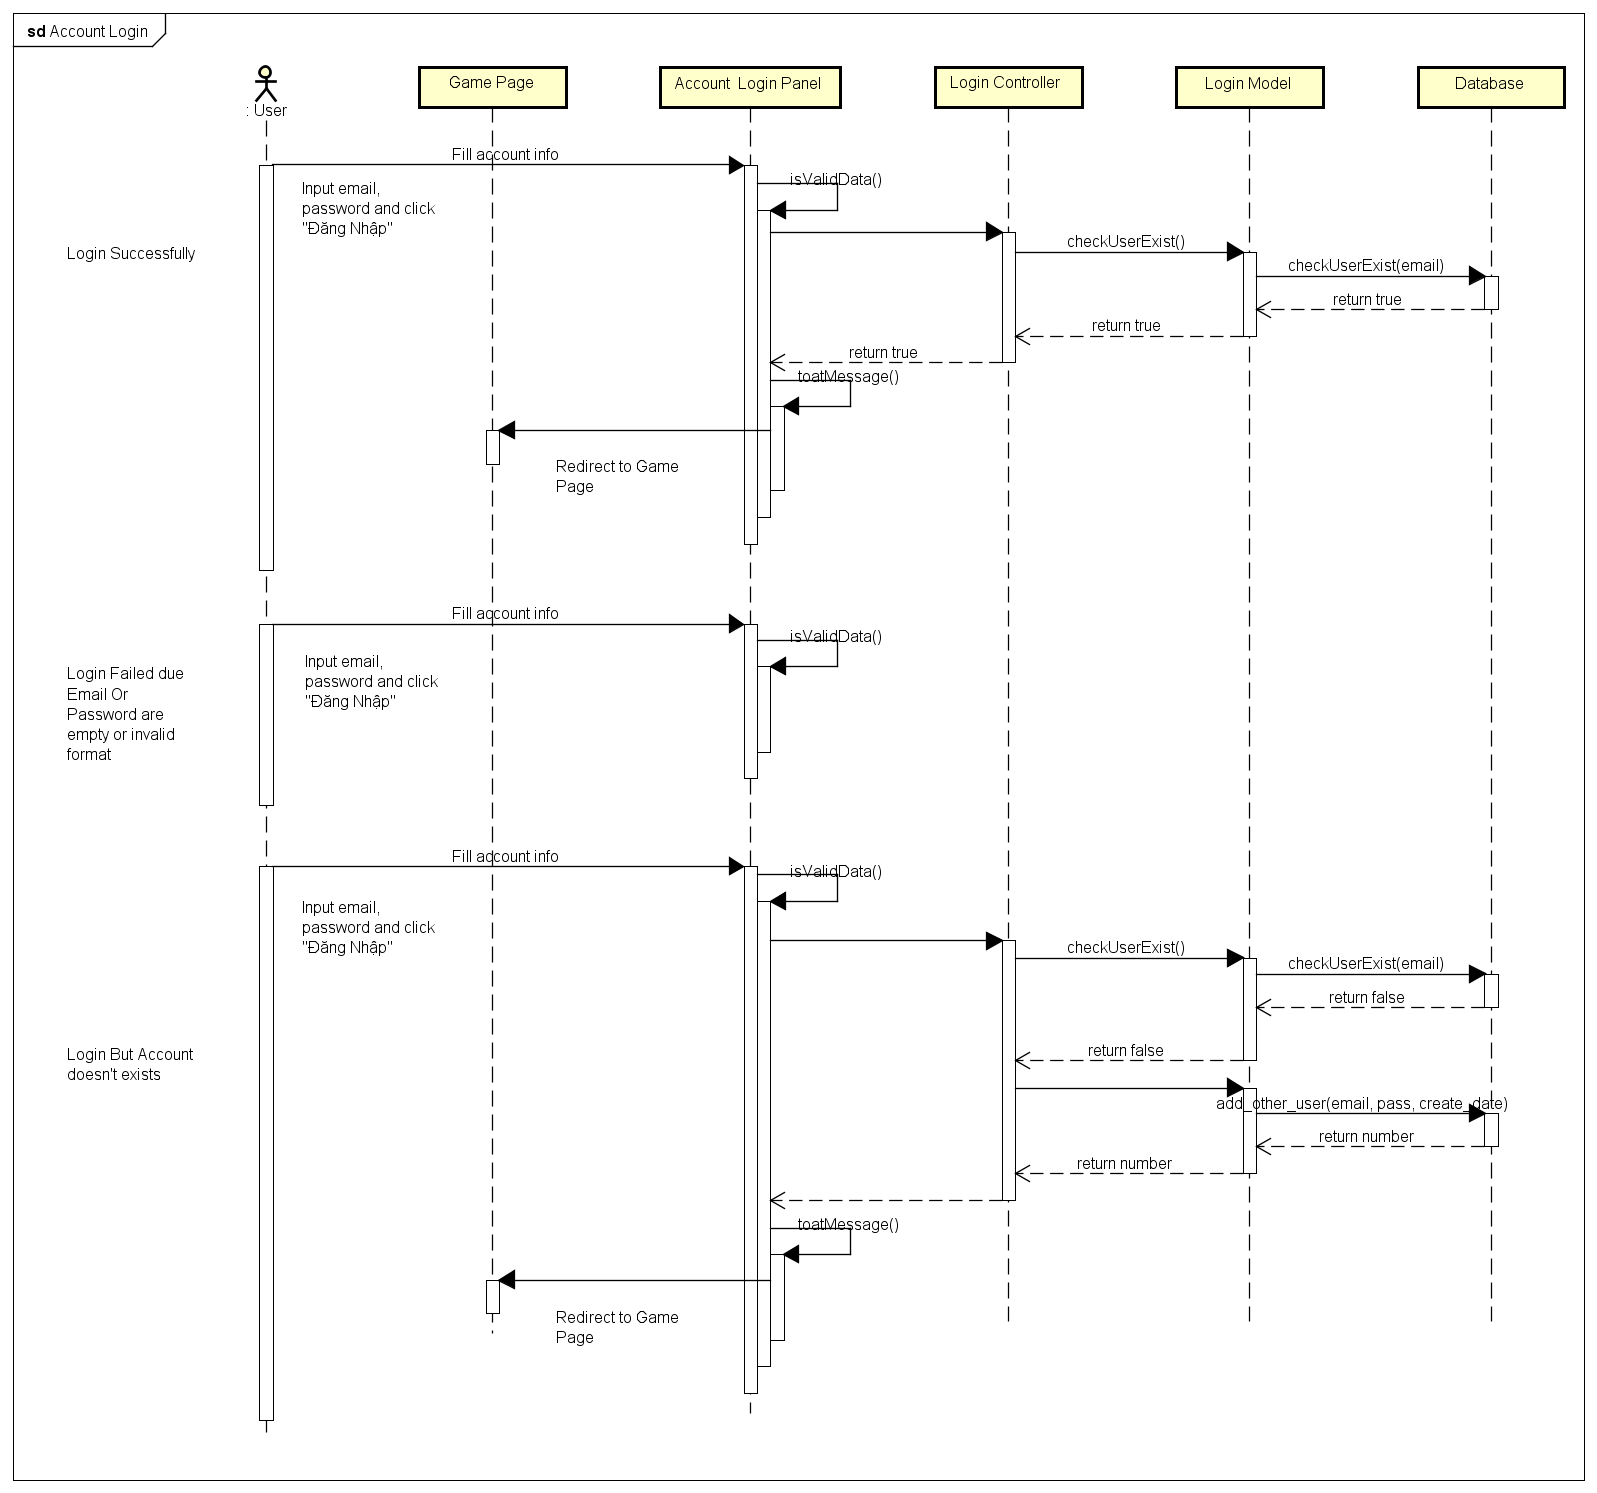 sd Account Login
: User
Game Page
Account  Login Panel
Login Controller
Login Model
Database
Fill account info
isValidData()
Input email,
password and click
"Đăng Nhập"
Login Successfully
checkUserExist()
checkUserExist(email)
return true
return true
return true
toatMessage()
Redirect to Game
Page
Fill account info
isValidData()
Input email,
password and click
"Đăng Nhập"
Login Failed due
Email Or
Password are
empty or invalid
format
Fill account info
isValidData()
Input email,
password and click
"Đăng Nhập"
checkUserExist()
checkUserExist(email)
return false
return false
Login But Account
doesn't exists
add_other_user(email, pass, create_date)
return number
return number
toatMessage()
Redirect to Game
Page